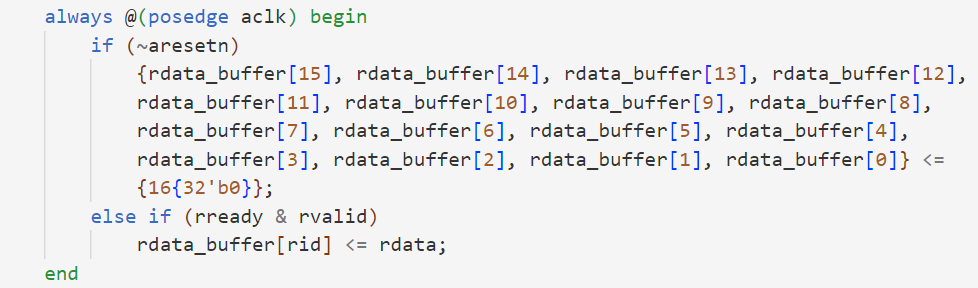 always @(posedge aclk) begin
    if (~aresetn)
        {rdata_buffer[15], rdata_buffer[14], rdata_buffer[13], rdata_buffer[12],
        rdata_buffer[11], rdata_buffer[10], rdata_buffer[9], rdata_buffer[8],
        rdata_buffer[7], rdata_buffer[6], rdata_buffer[5], rdata_buffer[4],
        rdata_buffer[3], rdata_buffer[2], rdata_buffer[1], rdata_buffer[0]} <=
        {16{32'b0}};
    else if (rready & rvalid)
        rdata_buffer[rid] <= rdata;
end